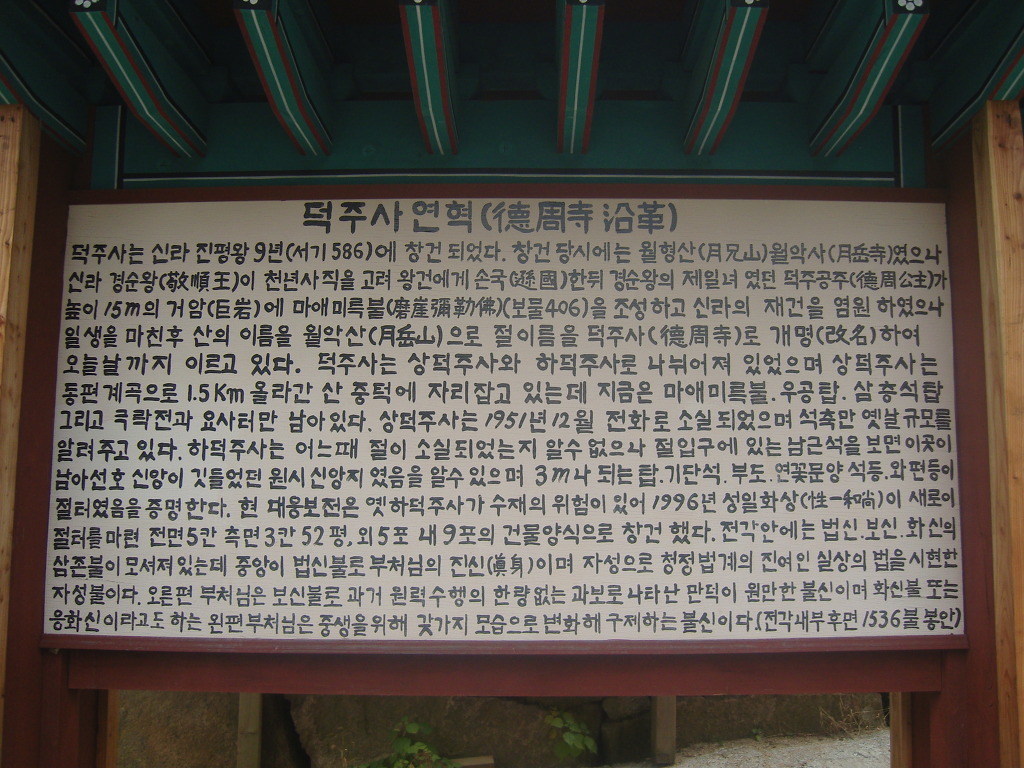 덕주사연혁(德周寺 沿革)
덕주사는 신라 진평왕 9년(서기 586)에 창건 되었다. 창건 당시에는 월형산(月兄山)월악사(月岳寺)였으나
신라 경순왕(敬順王)이 천년사직을 고려 왕건에게 손국(遜國)한뒤 경순왕의 제일녀 였던 덕주공주(德周公主)가
높이 15m의 거암(巨岩)에 마애미륵불(磨崖彌勒佛)(보물406)을 조성하고 신라의 재건을 염원 하였으나
일생을 마친후 산의 이름을 월악산(月岳山)으로 절이름을 덕주사(德周寺)로 개명(改名)하여
오늘날까지 이르고 있다. 덕주사는 상덕주사와 하덕주사로 나뉘어져 있었으며 상덕주사는
동편계곡으로 1.5Km 올라간 산 중턱에 자리잡고 있는데 지금은 마애미륵불.우공탑. 삼층석탑
그리고 극락전과 요사터만 남아있다. 상덕주사는 1951년 12월 전화로 소실되었으며 석축만 옛날규모를
알려주고 있다. 하덕주사는 어느때 절이 소실되었는지 알수 없으나 절입구에 있는 남근석을 보면 이곳이
남아선호 신앙이 깃들었던 원시신앙지 였음을 알수 있으며 3m나 되는탑.기단석.부도.연꽃문양석등.와편등이
절터였음을 증명한다. 현 대웅보전은 옛하덕주사가 수재의 위험이 있어 1996년 성일화상(性一和尙)이 새로이
절터를 마련 전면5칸 측면3칸 52평.외5포 내9포의 건물양식으로 창건 했다. 전각안에는 법신.보신.화신의
삼존불이 모셔져있는데 중앙이 법신불로 부처님의 진신(眞身)이며 자성으로 청정법계의 진여인 실상의 법을시현한
자성불이다. 오른편 부처님은 보신불로 과거 원력수행의 한량없는 과보로나타난 만덕이 원만한 불신이며 화신불 또는
응화신이라고도 하는 왼편부처님은 중생을위해 갖가지 모습으로변화해 구제하는 불신이다.(전각내부후면 1536불 봉안)